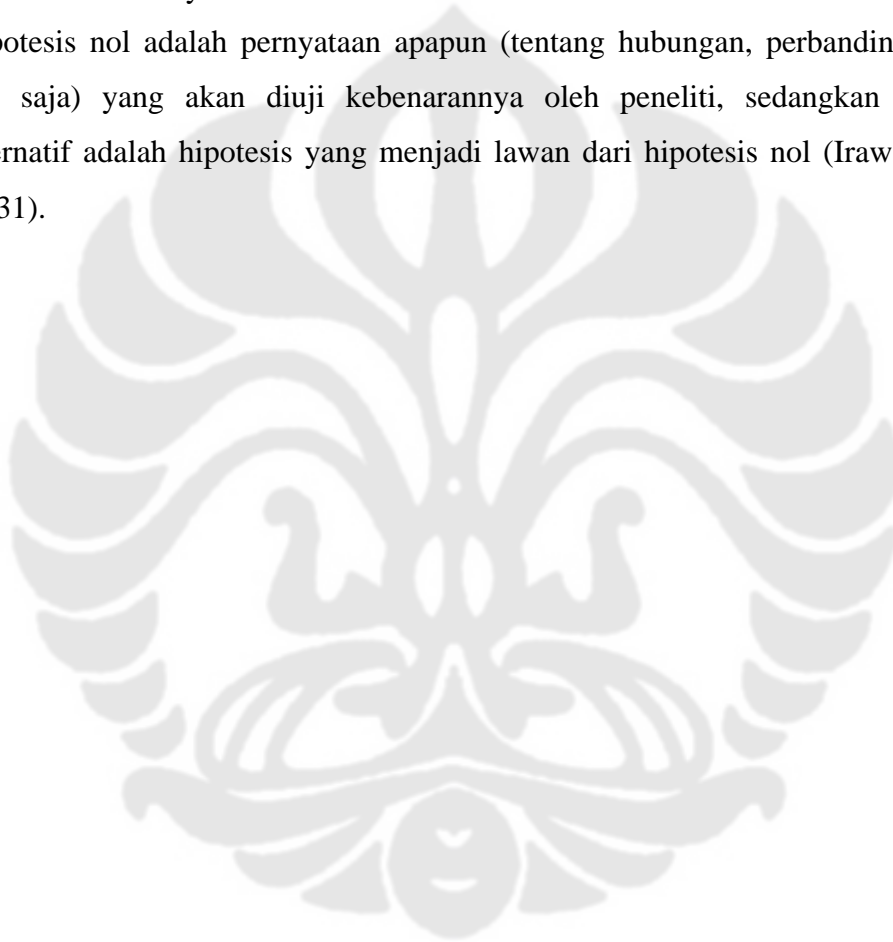 potesis nol adalah pernyataan apapun (tentang hubungan, perbandin
saja) yang akan diuji kebenarannya oleh peneliti, sedangkan
ernatif adalah hipotesis yang menjadi lawan dari hipotesis nol (Iraw
31).